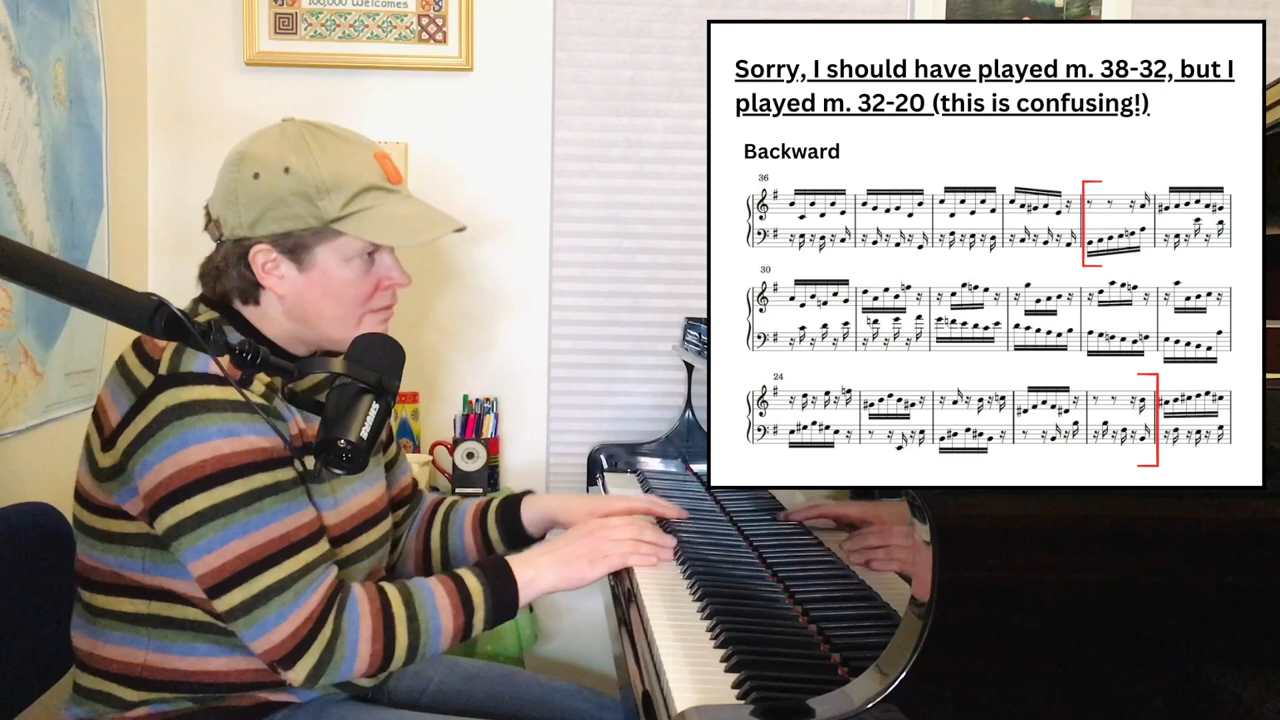 100,000 Welcomes
Sorry, I should have played m. 38-32, but I
played m. 32-20 (this is confusing!)
Backward
36
30
24